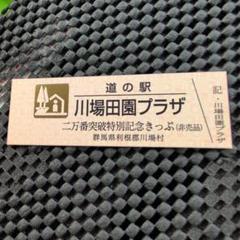 道の駅
川場田園プラザ
二万番突破特別記念きっぷ(非売品)
群馬県利根郡川場村
記・川場田園プラザ